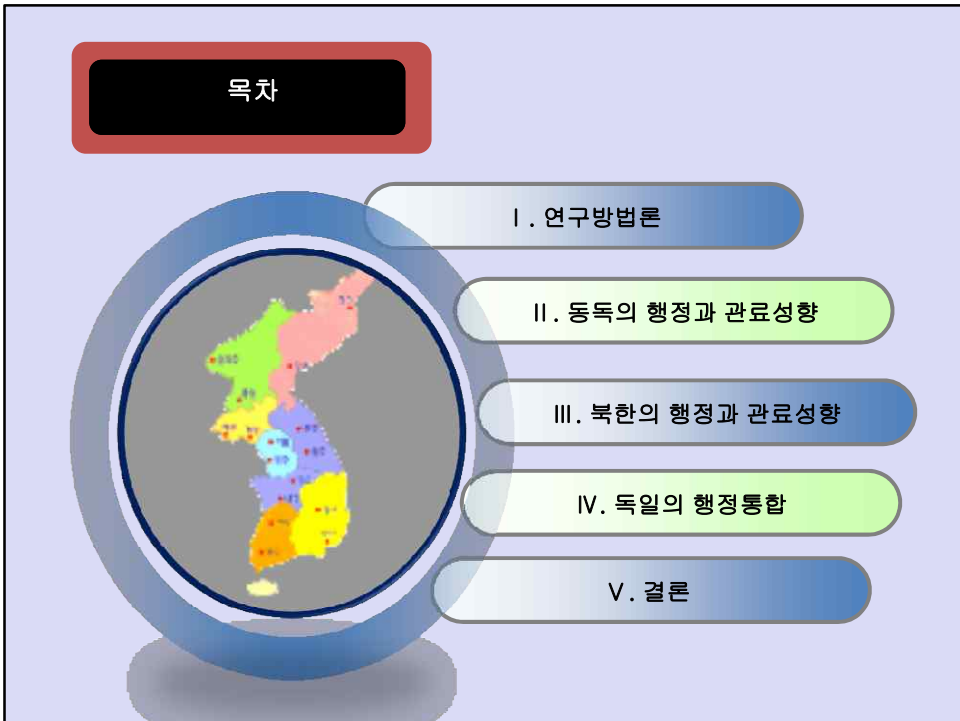 목차
Ⅰ. 연구방법론
Ⅱ. 동독의 행정과 관료성향
Ⅲ. 북한의 행정과 관료성향
Ⅳ. 독일의 행정통합
Ⅴ. 결론